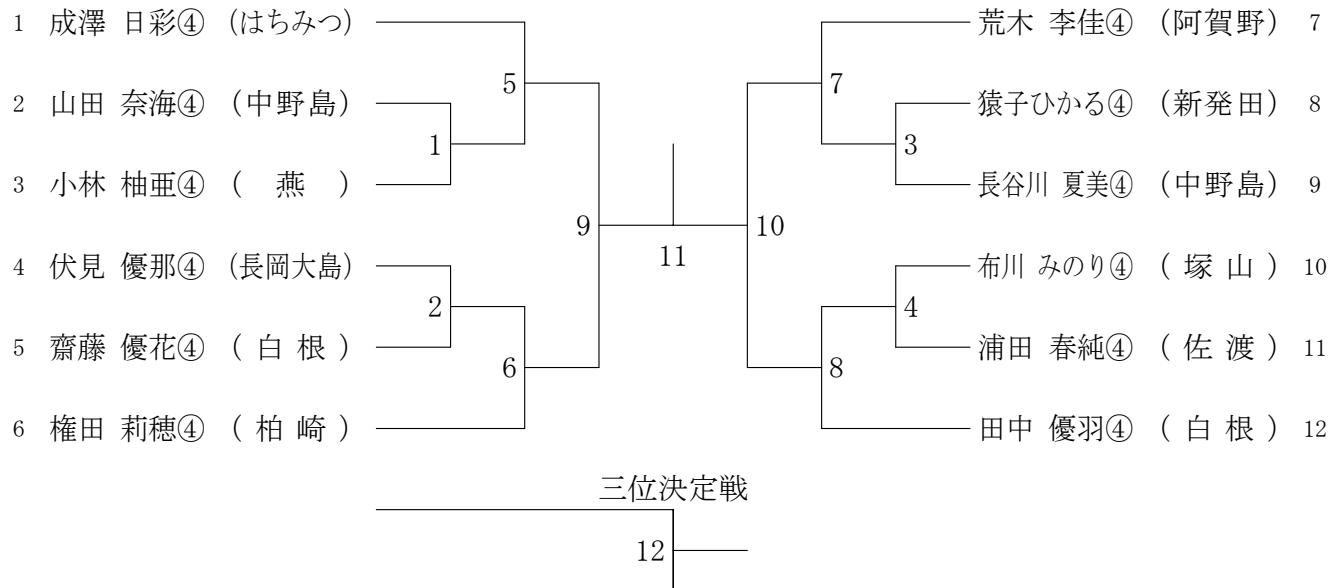 1 成澤 日彩④ (はちみつ)
2 山田 奈海④ (中野島)
3 小林 柚亜④ ( 燕 )
4 伏見 優那④ (長岡大島)
5 齋藤 優花④ ( 白 根 )
6 権田 莉穂④ ( 柏 崎 )
5
1
9
2
6
11
7
3
10
4
8
荒木 李佳④ (阿賀野) 7
猿子ひかる④ (新発田) 8
長谷川 夏美④ (中野島) 9
布川 みのり④ ( 塚 山 ) 10
浦田 春純④ ( 佐 渡 ) 11
田中 優羽④ ( 白 根 ) 12
三位決定戦
12